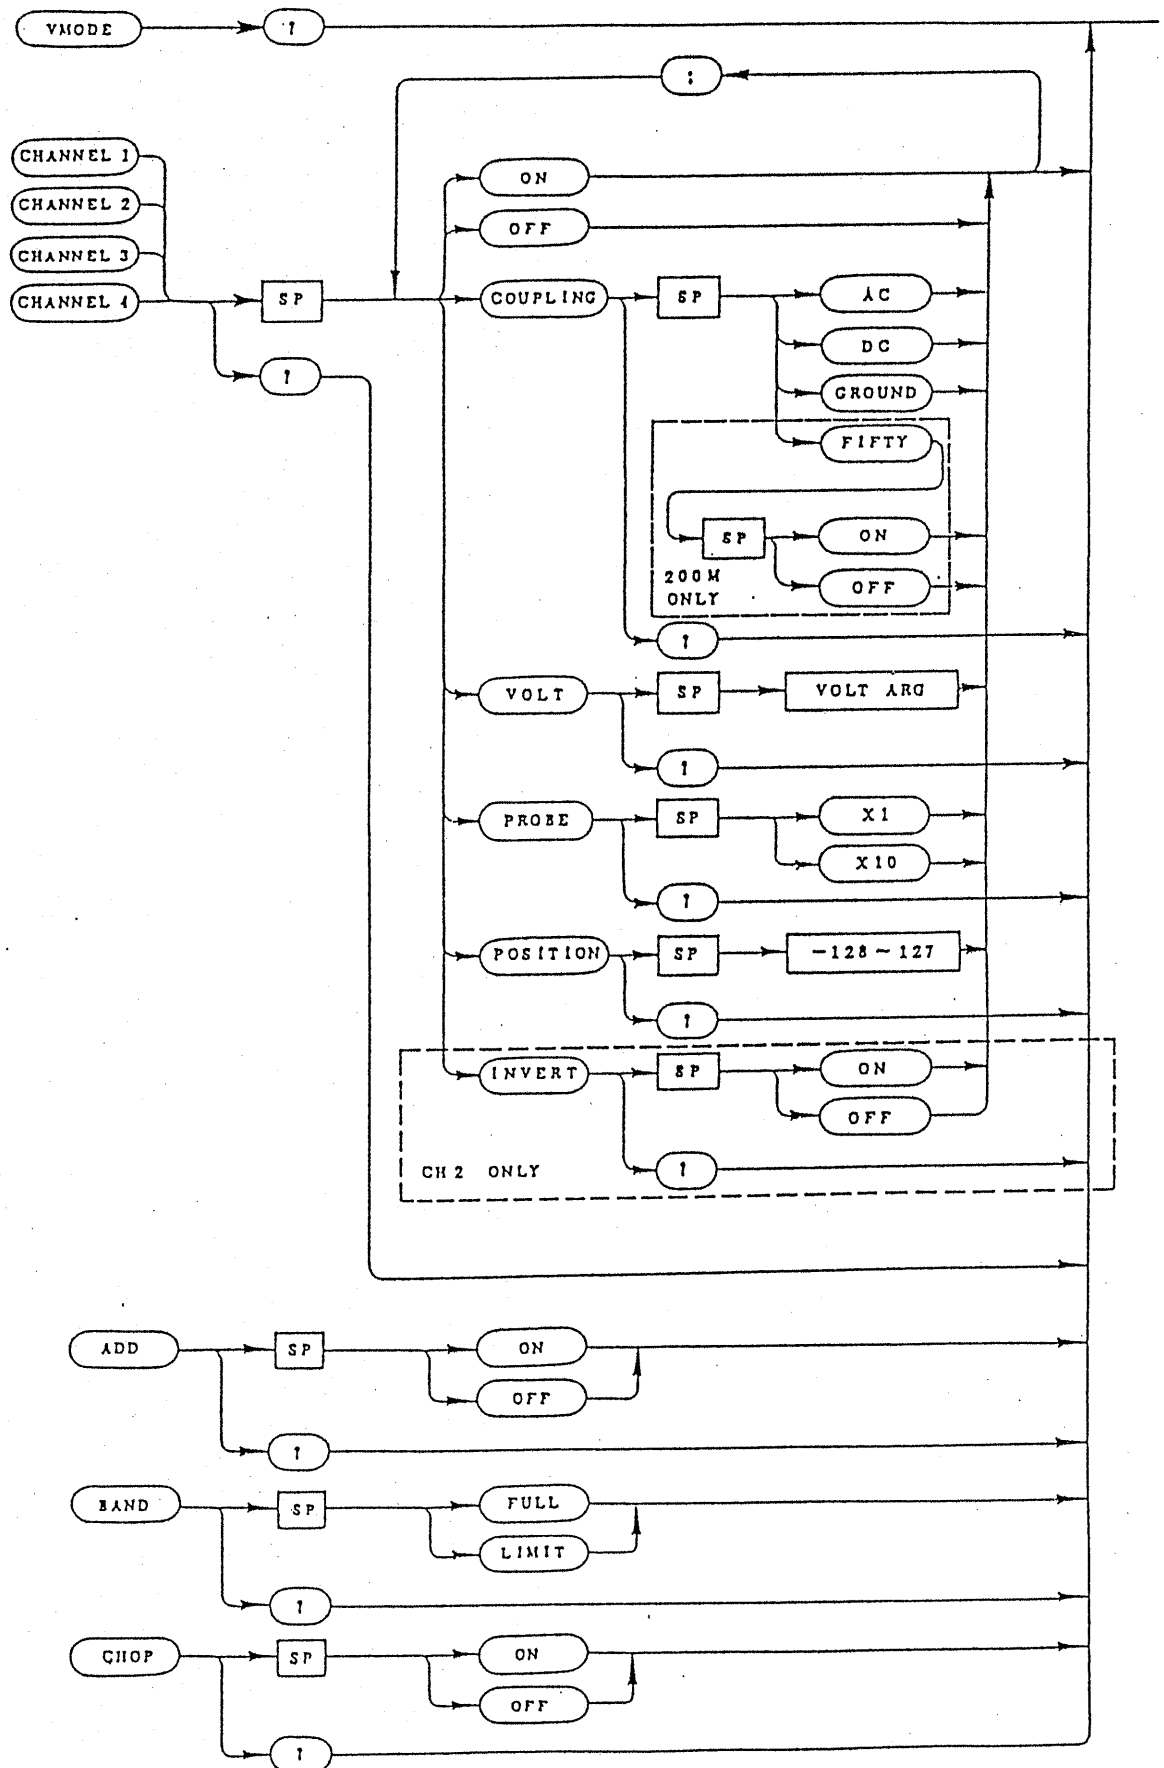 VMODE ?
:
CHANNEL 1
CHANNEL 2
CHANNEL 3
CHANNEL 4
SP
?
ON
OFF
COUPLING SP AC
DC
GROUND
FIFTY
SP ON
OFF
200M
ONLY
?
VOLT SP VOLT ARG
?
PROBE SP X1
X10
?
POSITION SP -128~127
?
INVERT SP ON
OFF
?
CH2 ONLY
ADD SP ON
OFF
?
BAND SP FULL
LIMIT
?
CHOP SP ON
OFF
?